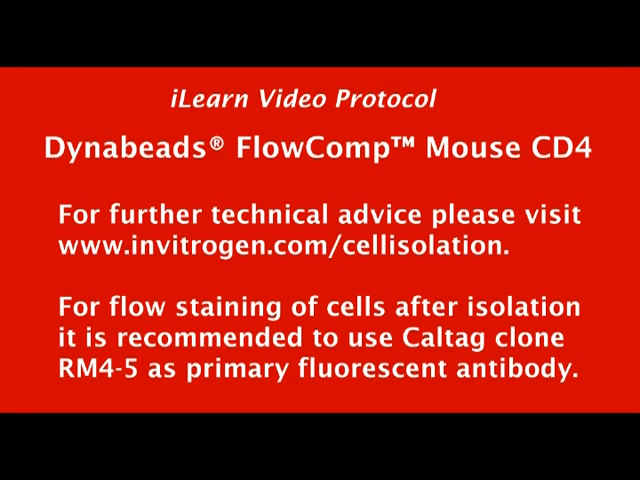 iLearn Video Protocol
Dynabeads® FlowComp™ Mouse CD4
For further technical advice please visit
www.invitrogen.com/cellisolation.
For flow staining of cells after isolation
it is recommended to use Caltag clone
RM4-5 as primary fluorescent antibody.